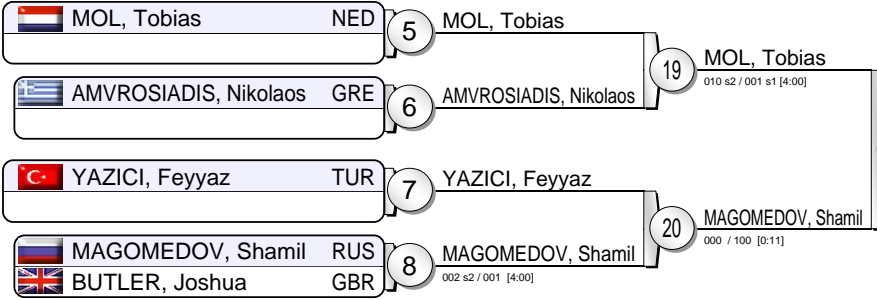 MOL, Tobias NED
5
MOL, Tobias
AMVROSIADIS, Nikolaos GRE
6
AMVROSIADIS, Nikolaos
19
MOL, Tobias
010 s2 / 001 s1 [4:00]
YAZICI, Feyyaz TUR
7
YAZICI, Feyyaz
MAGOMEDOV, Shamil RUS
BUTLER, Joshua GBR
8
MAGOMEDOV, Shamil
002 s2 / 001 [4:00]
20
MAGOMEDOV, Shamil
000 / 100 [0:11]